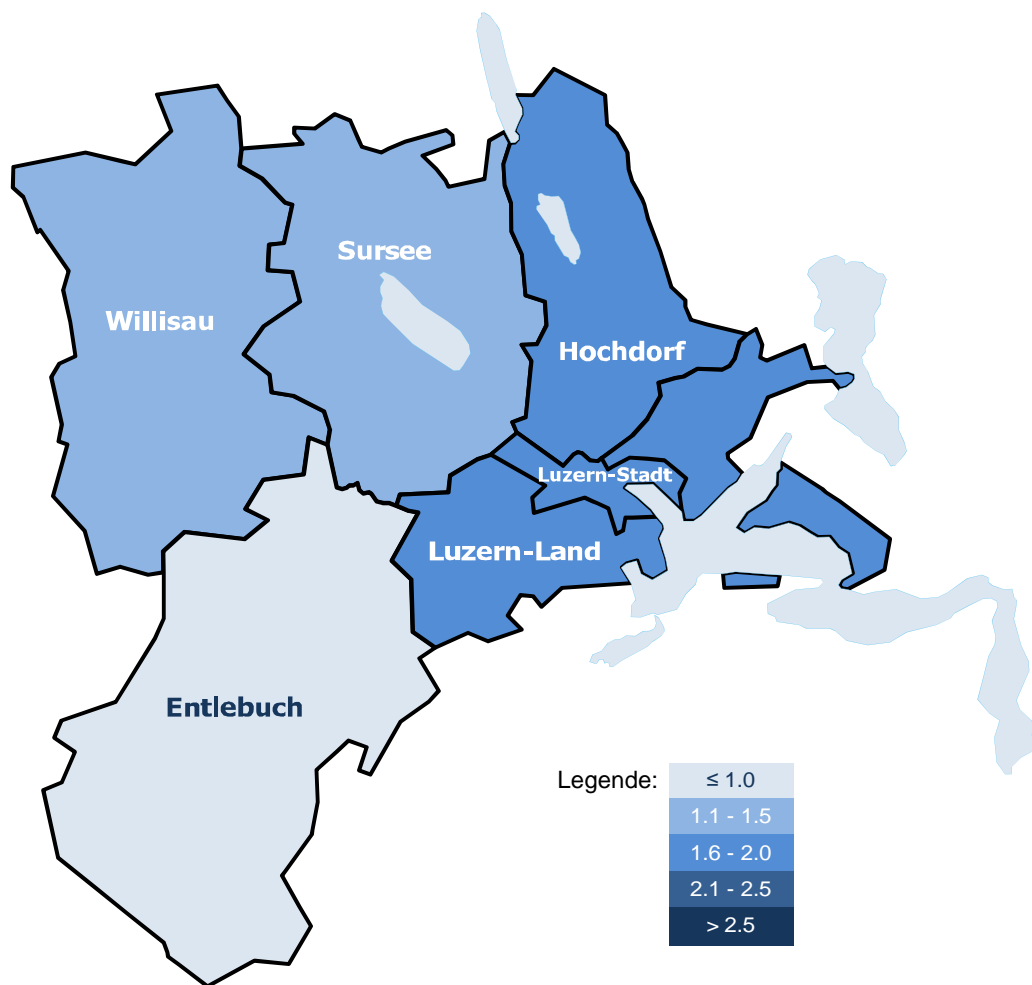 Sursee
Willisau
Hochdorf
Luzern-Stadt
Luzern-Land
Entlebuch
Legende:
≤ 1.0
1.1 - 1.5
1.6 - 2.0
2.1 - 2.5
> 2.5